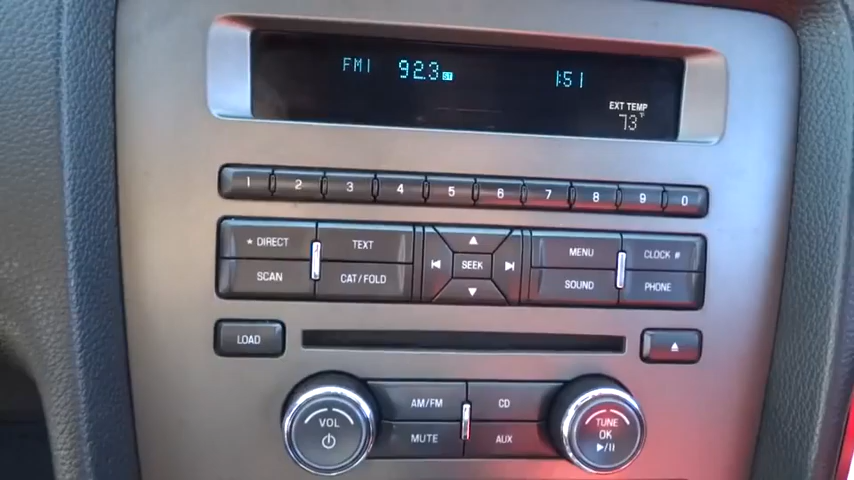 FM1 92.3 ST 1:51
EXT TEMP
73°F
1 2 3 4 5 6 7 8 9 0
* DIRECT TEXT MENU CLOCK #
SEEK
SCAN CAT/FOLD SOUND PHONE
LOAD
VOL AM/FM CD TUNE
OK
MUTE AUX